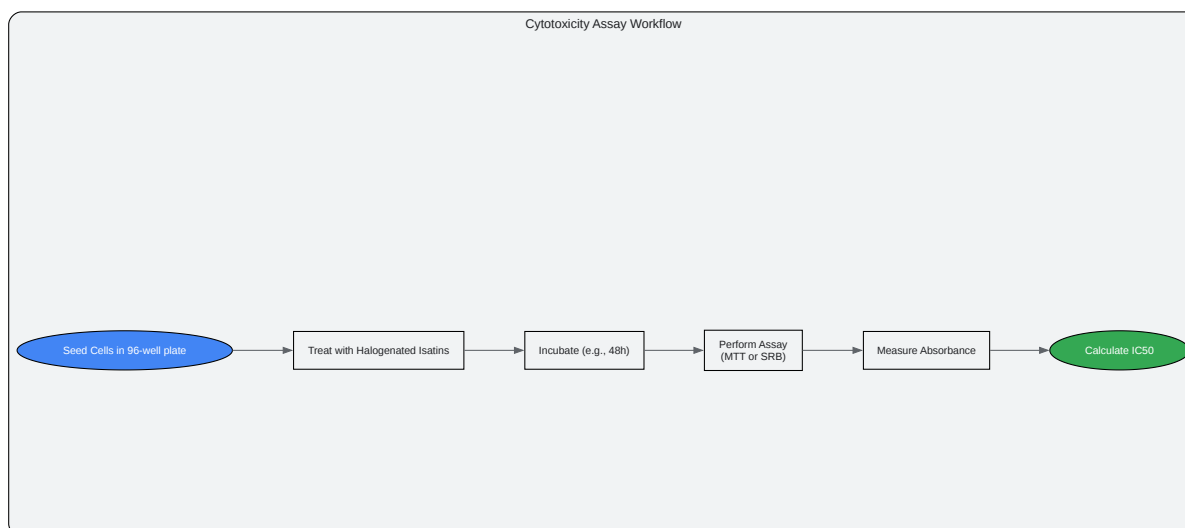 Cytotoxicity Assay Workflow
Seed Cells in 96-well plate
Treat with Halogenated Isatins
Incubate (e.g., 48h)
Perform Assay
(MTT or SRB)
Measure Absorbance
Calculate IC50